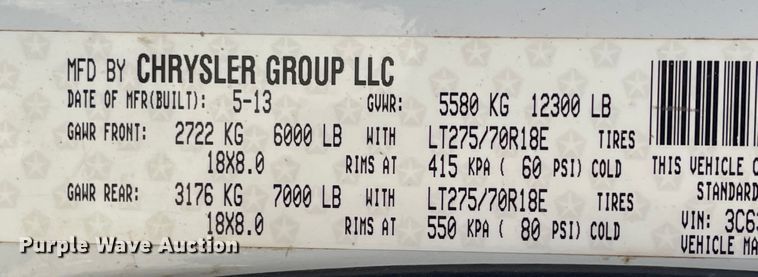 MFD BY CHRYSLER GROUP LLC
DATE OF MFR(BUILT): 5-13 GVWR: 5580 KG 12300 LB
GAWR FRONT: 2722 KG 6000 LB WITH LT275/70R18E TIRES
18X8.0 RIMS AT 415 KPA ( 60 PSI) COLD
THIS VEHICLE C
GAWR REAR: 3176 KG 7000 LB WITH LT275/70R18E TIRES
STANDARD
18X8.0 RIMS AT 550 KPA ( 80 PSI) COLD
VIN: 3C63
VEHICLE MA
Purple Wave Auction